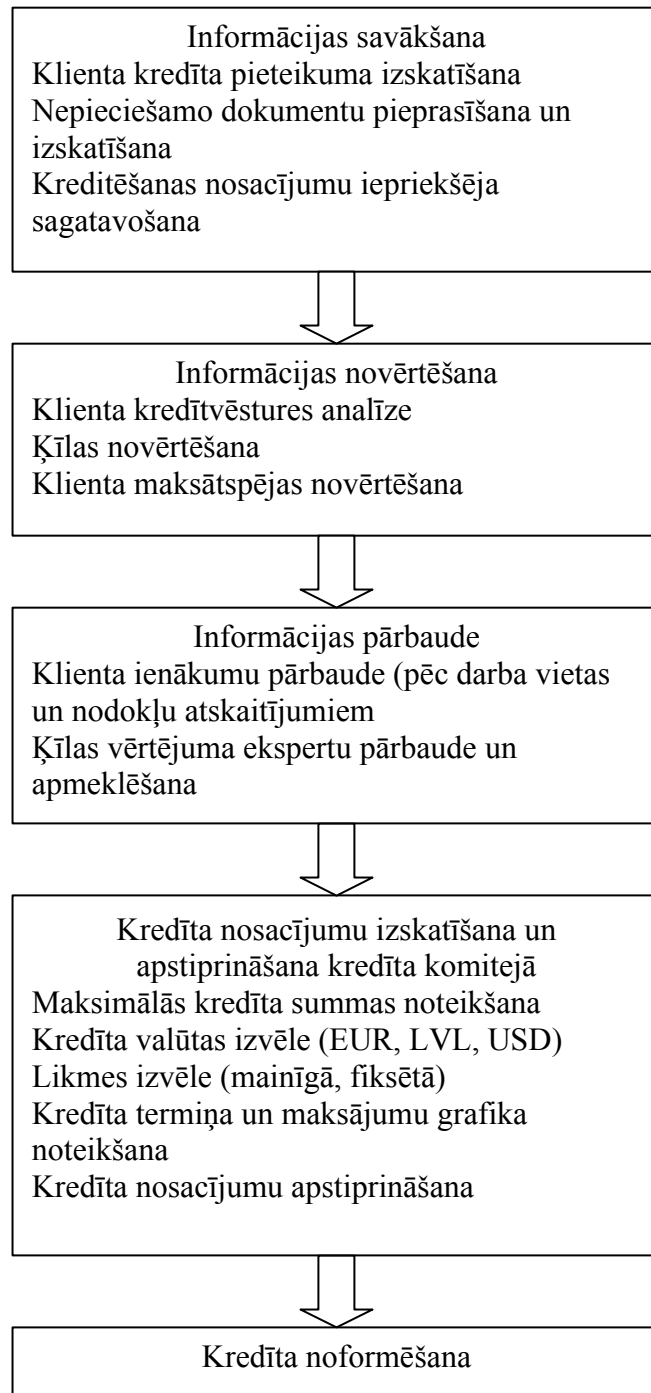 Informācijas savākšana
Klienta kredīta pieteikuma izskatīšana
Nepieciešamo dokumentu pieprasīšana un
izskatīšana
Kreditēšanas nosacījumu iepriekšēja
sagatavošana
Informācijas novērtēšana
Klienta kredītvēstures analīze
Ķīlas novērtēšana
Klienta maksātspējas novērtēšana
Informācijas pārbaude
Klienta ienākumu pārbaude (pēc darba vietas
un nodokļu atskaitījumiem
Ķīlas vērtējuma ekspertu pārbaude un
apmeklēšana
Kredīta nosacījumu izskatīšana un
apstiprināšana kredīta komitejā
Maksimālās kredīta summas noteikšana
Kredīta valūtas izvēle (EUR, LVL, USD)
Likmes izvēle (mainīgā, fiksētā)
Kredīta termiņa un maksājumu grafika
noteikšana
Kredīta nosacījumu apstiprināšana
Kredīta noformēšana